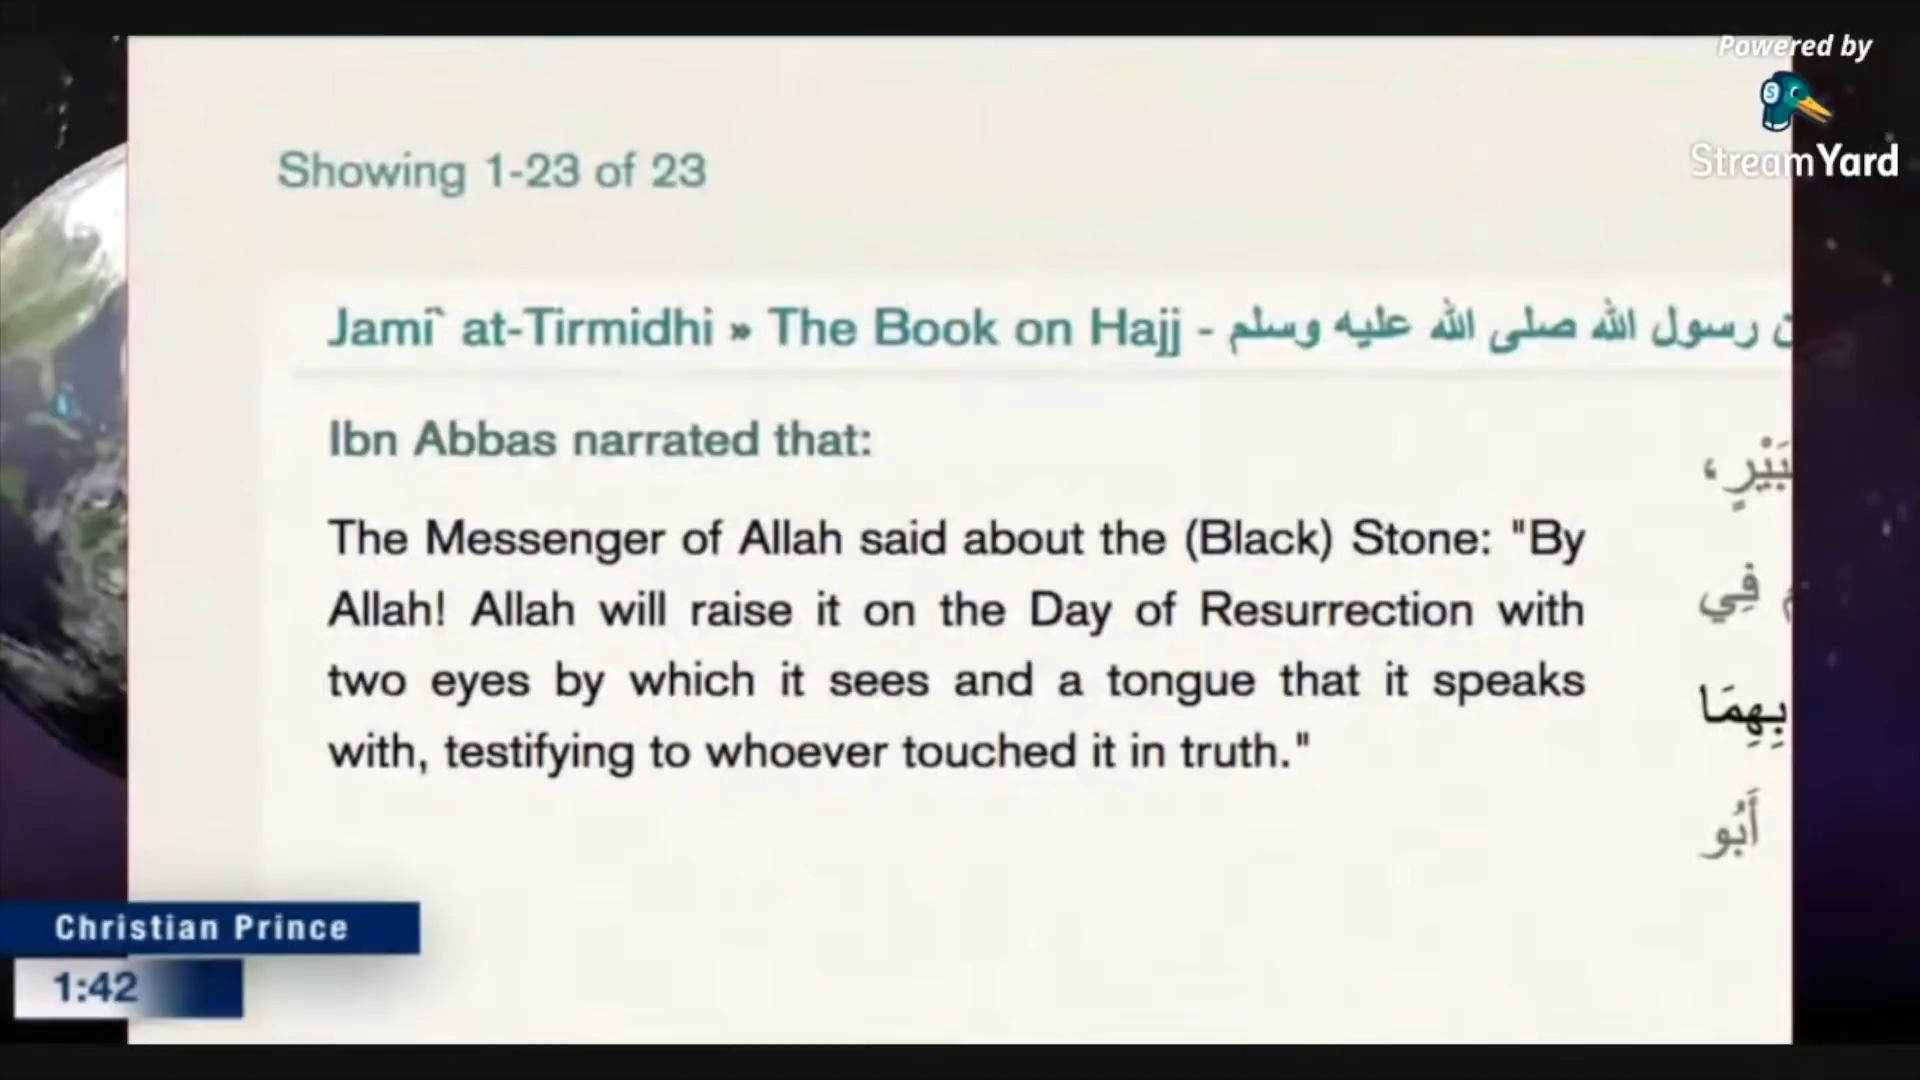 Powered by
StreamYard
Showing 1-23 of 23
Jami` at-Tirmidhi » The Book on Hajj - رسول الله صلى الله عليه وسلم
Ibn Abbas narrated that:
The Messenger of Allah said about the (Black) Stone: "By
Allah! Allah will raise it on the Day of Resurrection with
two eyes by which it sees and a tongue that it speaks
with, testifying to whoever touched it in truth."
فِي
بِهِمَا
أَبُو
Christian Prince
1:42